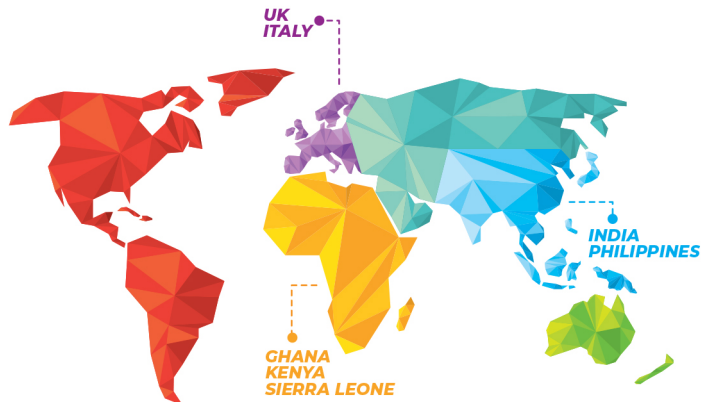 UK
ITALY
INDIA
PHILIPPINES
GHANA
KENYA
SIERRA LEONE